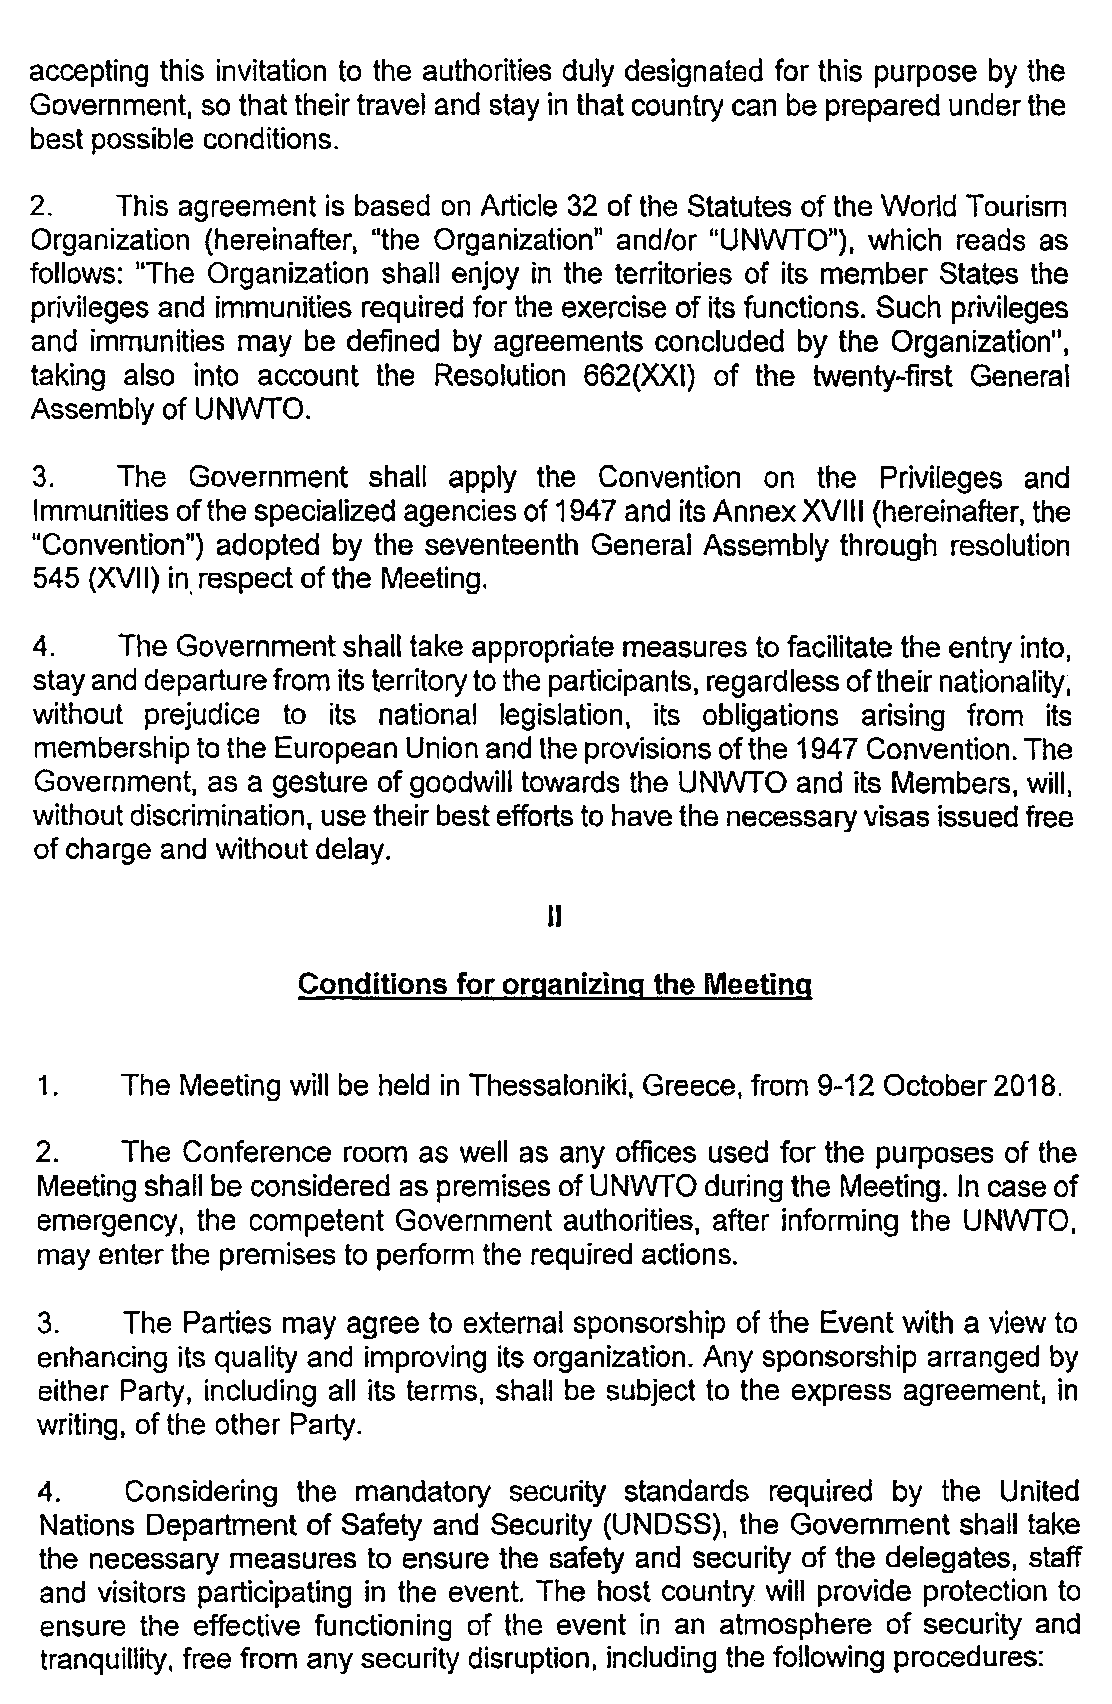 accepting this invitation to the authorities duly designated for this purpose by the
Government, so that their travel and stay in that country can be prepared under the
best possible conditions.
2. This agreement is based on Article 32 of the Statutes of the World Tourism
Organization (hereinafter, "the Organization" and/or "UNWTO"), which reads as
follows: "The Organization shall enjoy in the territories of its member States the
privileges and immunities required for the exercise of its functions. Such privileges
and immunities may be defined by agreements concluded by the Organization",
taking also into account the Resolution 662(XXI) of the twenty-first General
Assembly of UNWTO.
3. The Government shall apply the Convention on the Privileges and
Immunities of the specialized agencies of 1947 and its Annex XVIII (hereinafter, the
"Convention") adopted by the seventeenth General Assembly through resolution
545 (XVII) in respect of the Meeting.
4. The Government shall take appropriate measures to facilitate the entry into,
stay and departure from its territory to the participants, regardless of their nationality,
without prejudice to its national legislation, its obligations arising from its
membership to the European Union and the provisions of the 1947 Convention. The
Government, as a gesture of goodwill towards the UNWTO and its Members, will,
without discrimination, use their best efforts to have the necessary visas issued free
of charge and without delay.
II
Conditions for organizing the Meeting
1. The Meeting will be held in Thessaloniki, Greece, from 9-12 October 2018.
2. The Conference room as well as any offices used for the purposes of the
Meeting shall be considered as premises of UNWTO during the Meeting. In case of
emergency, the competent Government authorities, after informing the UNWTO,
may enter the premises to perform the required actions.
3. The Parties may agree to external sponsorship of the Event with a view to
enhancing its quality and improving its organization. Any sponsorship arranged by
either Party, including all its terms, shall be subject to the express agreement, in
writing, of the other Party.
4. Considering the mandatory security standards required by the United
Nations Department of Safety and Security (UNDSS), the Government shall take
the necessary measures to ensure the safety and security of the delegates, staff
and visitors participating in the event. The host country will provide protection to
ensure the effective functioning of the event in an atmosphere of security and
tranquillity, free from any security disruption, including the following procedures: